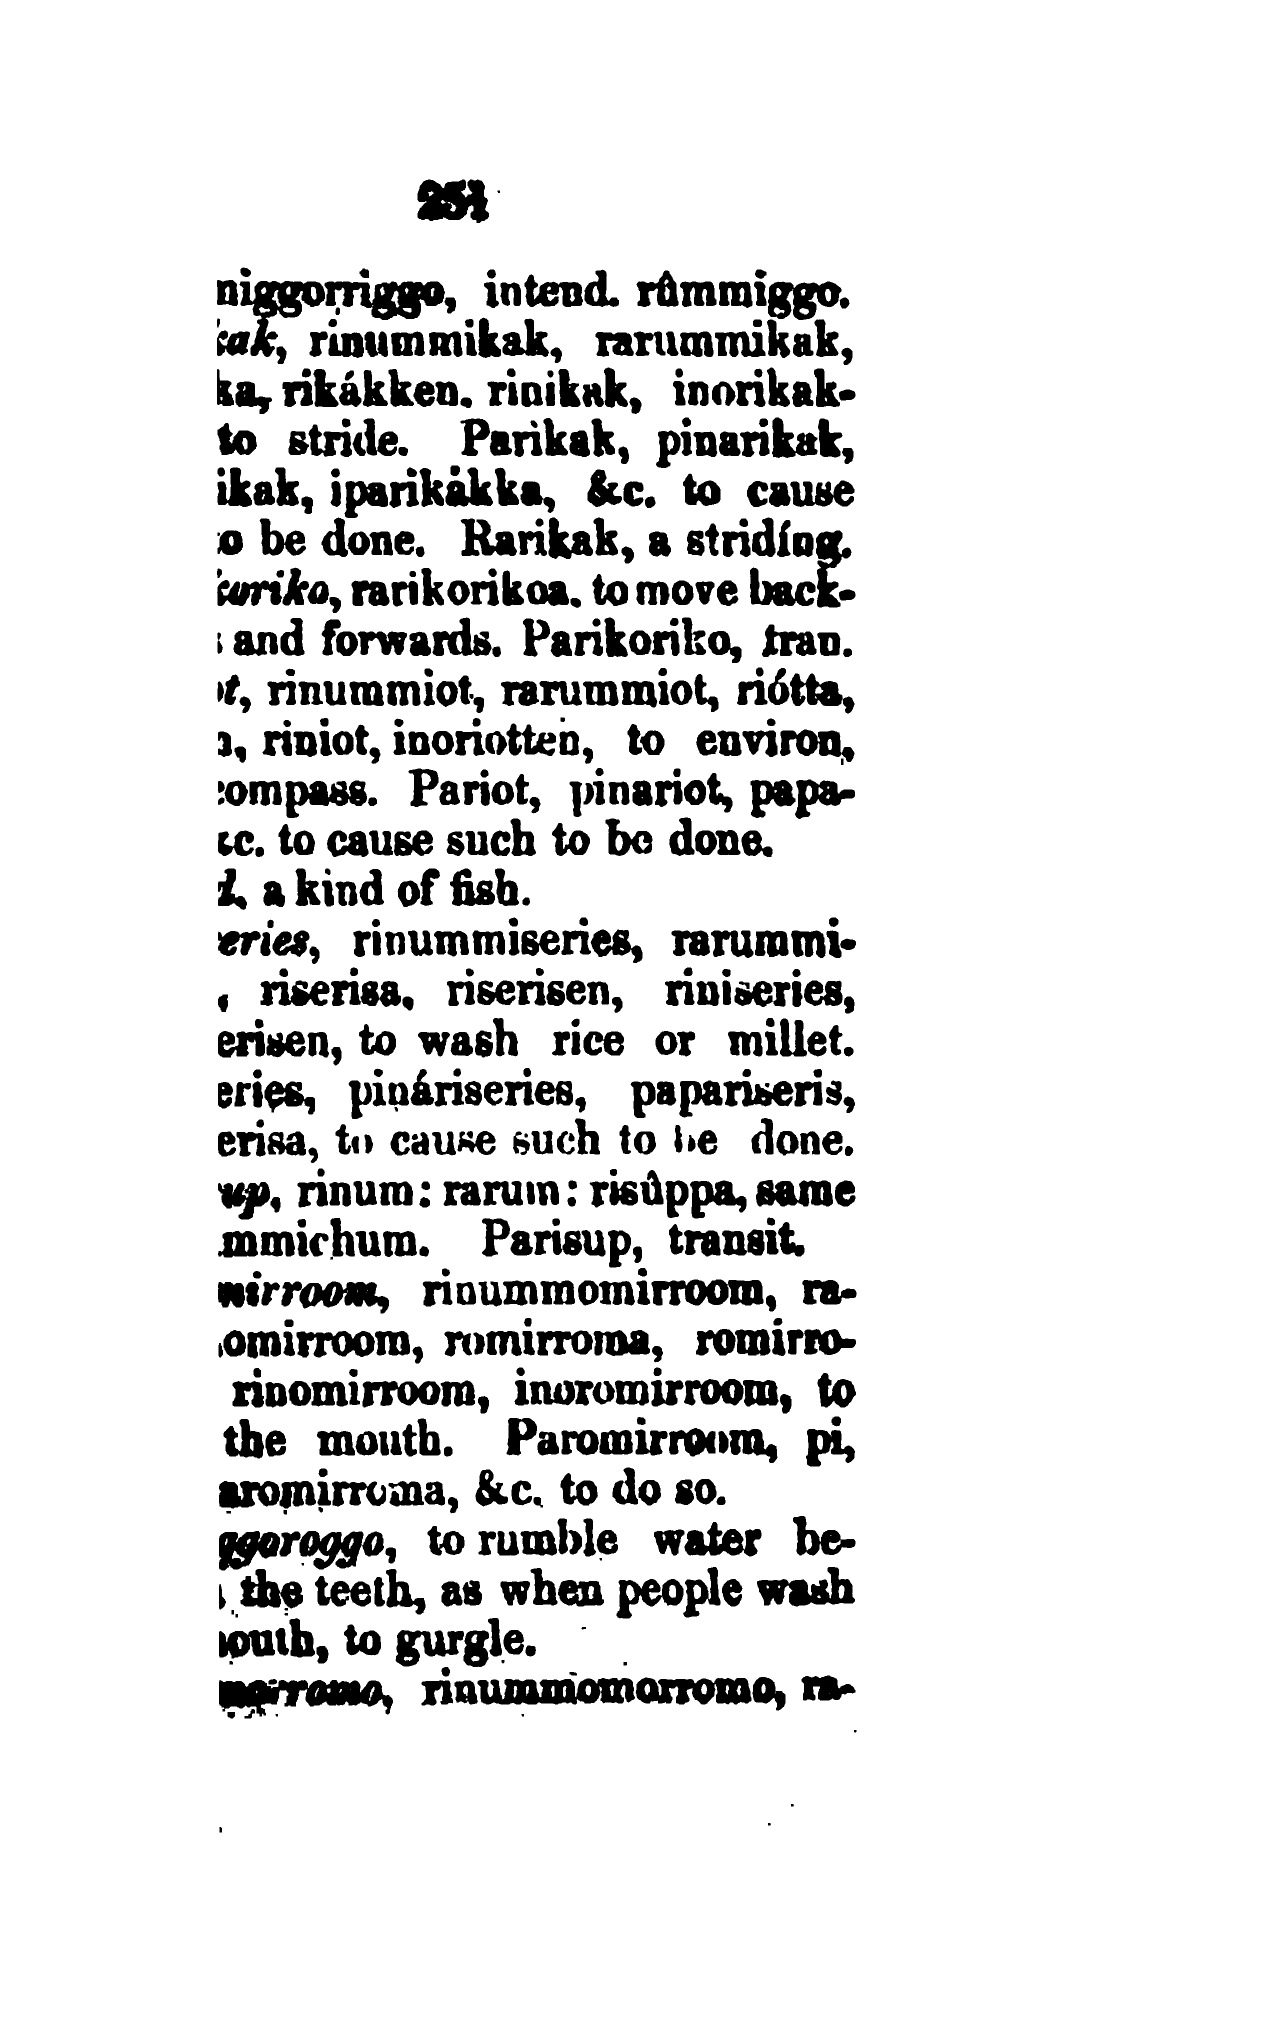 251
niggorriggo, intend. rûmmiggo.
kak, rinummikak, rarummikak,
ka, rikákken. rinikak, inorikak-
to stride. Parikak, pinarikak,
ikak, iparikákka, &c. to cause
o be done. Rarikak, a stridíng.
koriko, rarikorikoa. to move back-
and forwards. Parikoriko, tran.
ot, rinummiot, rarummiot, riótta,
n, riniot, inoriotten, to environ,
compass. Pariot, pinariot, papa-
&c. to cause such to be done.
a kind of fish.
eries, rinummiseries, rarummi-
, riserisa, riserisen, riniseries,
erisen, to wash rice or millet.
eries, pináriseries, papariseris,
erisa, to cause such to be done.
up, rinum: rarum: risûppa, same
mmichum. Parisup, transit.
mirroom, rinummomirroom, ra-
omirroom, romirroma, romirro-
rinomirroom, inoromirroom, to
the mouth. Paromirroom, pi,
aromirroma, &c. to do so.
ggoroggo, to rumble water be-
the teeth, as when people wash
outh, to gurgle.
morromo, rinummomorromo, ra-